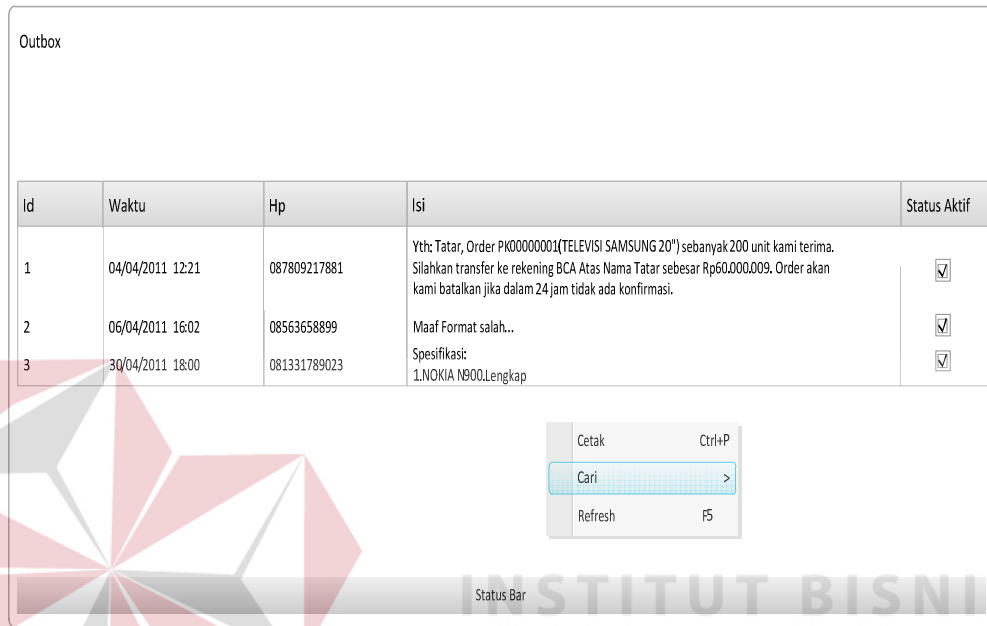 Outbox
Id Waktu Hp Isi Status Aktif
1 04/04/2011 12:21 087809217881 Yth: Tatar, Order PK00000001(TELEVISI SAMSUNG 20") sebanyak 200 unit kami terima.
Silahkan transfer ke rekening BCA Atas Nama Tatar sebesar Rp60.000.009. Order akan
kami batalkan jika dalam 24 jam tidak ada konfirmasi.
2 06/04/2011 16:02 08563658899 Maaf Format salah...
3 30/04/2011 18:00 081331789023 Spesifikasi:
1.NOKIA N900.Lengkap
Cetak Ctrl+P
Cari >
Refresh F5
Status Bar
INSTITUT BISNI